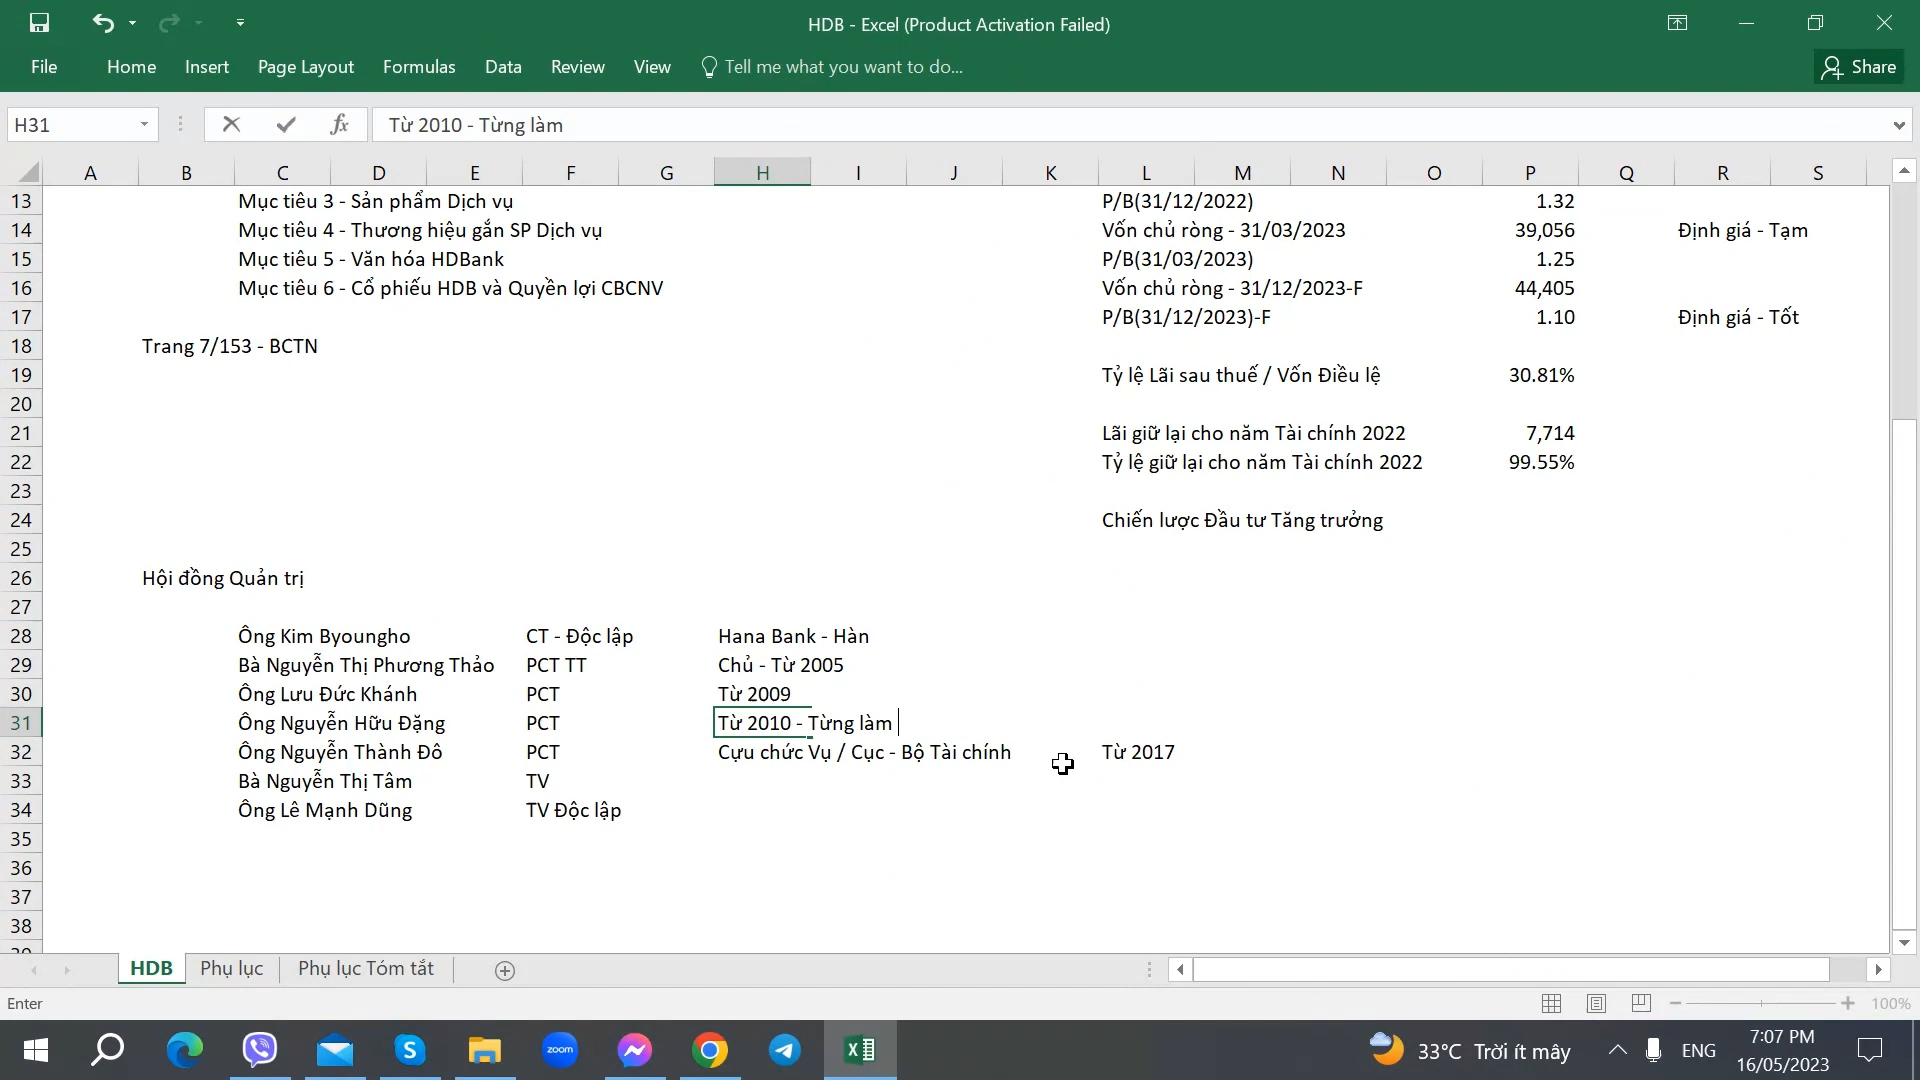 HDB - Excel (Product Activation Failed)
File Home Insert Page Layout Formulas Data Review View Tell me what you want to do... Share
H31 fx Từ 2010 - Từng làm
A B C D E F G H I J K L M N O P Q R S
13 Mục tiêu 3 - Sản phẩm Dịch vụ P/B(31/12/2022) 1.32
14 Mục tiêu 4 - Thương hiệu gắn SP Dịch vụ Vốn chủ ròng - 31/03/2023 39,056 Định giá - Tạm
15 Mục tiêu 5 - Văn hóa HDBank P/B(31/03/2023) 1.25
16 Mục tiêu 6 - Cổ phiếu HDB và Quyền lợi CBCNV Vốn chủ ròng - 31/12/2023-F 44,405
17 P/B(31/12/2023)-F 1.10 Định giá - Tốt
18 Trang 7/153 - BCTN
19 Tỷ lệ Lãi sau thuế / Vốn Điều lệ 30.81%
20
21 Lãi giữ lại cho năm Tài chính 2022 7,714
22 Tỷ lệ giữ lại cho năm Tài chính 2022 99.55%
23
24 Chiến lược Đầu tư Tăng trưởng
25
26 Hội đồng Quản trị
27
28 Ông Kim Byoungho CT - Độc lập Hana Bank - Hàn
29 Bà Nguyễn Thị Phương Thảo PCT TT Chủ - Từ 2005
30 Ông Lưu Đức Khánh PCT Từ 2009
31 Ông Nguyễn Hữu Đặng PCT Từ 2010 - Từng làm
32 Ông Nguyễn Thành Đô PCT Cựu chức Vụ / Cục - Bộ Tài chính Từ 2017
33 Bà Nguyễn Thị Tâm TV
34 Ông Lê Mạnh Dũng TV Độc lập
35
36
37
38
HDB Phụ lục Phụ lục Tóm tắt
Enter 100%
zoom 33°C Trời ít mây ENG 7:07 PM
16/05/2023